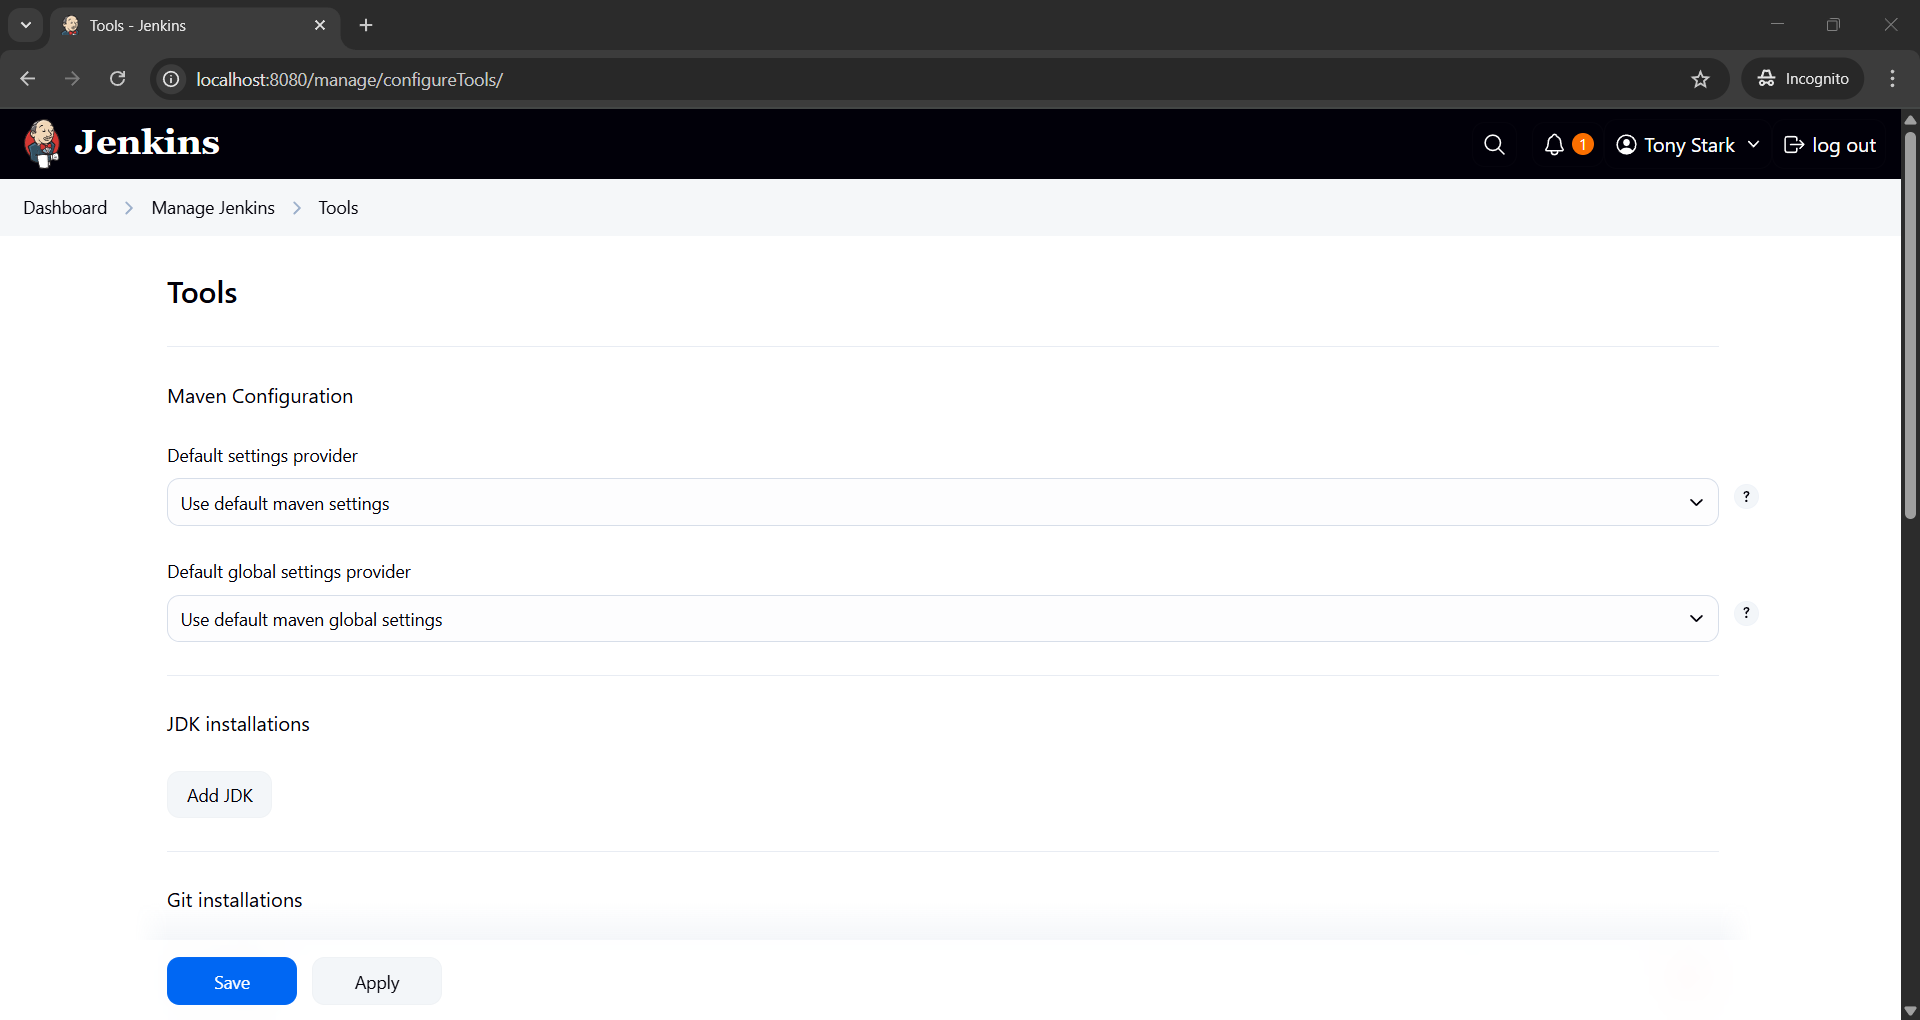 Tools - Jenkins
localhost:8080/manage/configureTools/
Incognito
Jenkins
1
Tony Stark
log out
Dashboard
Manage Jenkins
Tools
Tools
Maven Configuration
Default settings provider
Use default maven settings
?
Default global settings provider
Use default maven global settings
?
JDK installations
Add JDK
Git installations
Save
Apply